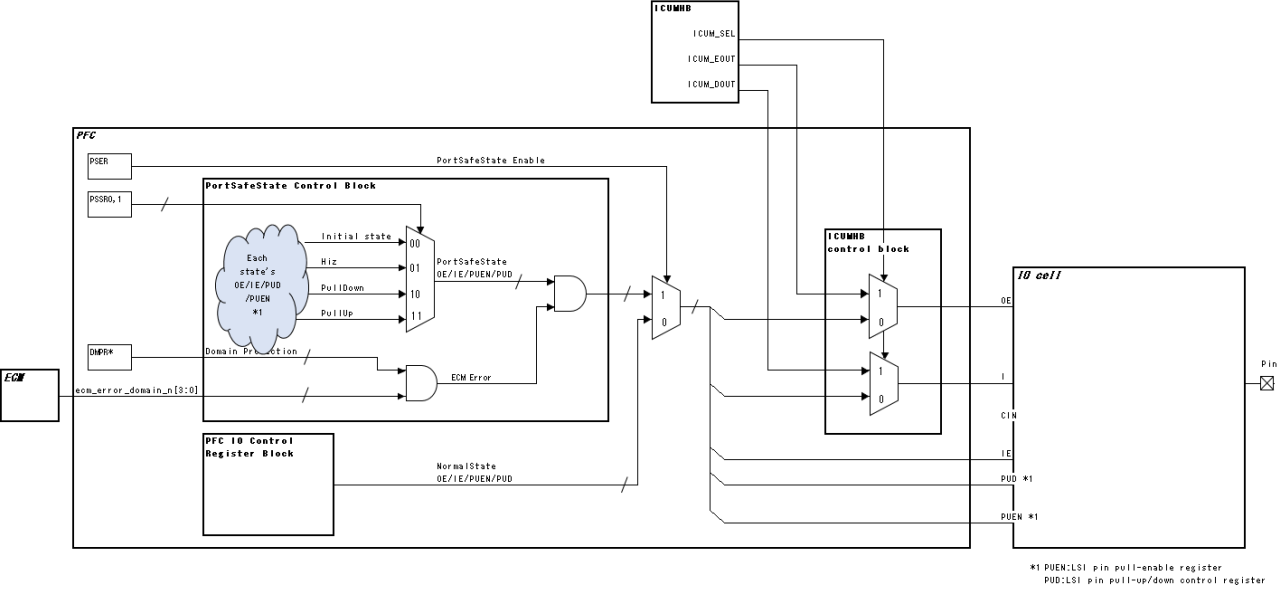 ICUMHB
ICUM_SEL
ICUM_EOUT
ICUM_DOUT
PFC
PSER
PortSafeState Enable
PSSR0,1
PortSafeState Control Block
Initial state
00
Each
state's
OE/IE/PUD
/PUEN
*1
Hiz
01
PullDown
10
PullUp
11
PortSafeState
OE/IE/PUEN/PUD
1
0
ICUMHB
control block
1
0
1
0
IO cell
OE
I
CIN
IE
PUD *1
PUEN *1
Pin
DMPR*
Domain Protection
ECM
ecm_error_domain_n[3:0]
ECM Error
PFC IO Control
Register Block
NormalState
OE/IE/PUEN/PUD
*1 PUEN:LSI pin pull-enable register
PUD:LSI pin pull-up/down control register